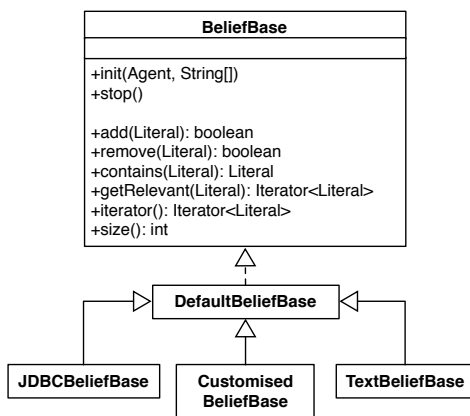 BeliefBase
+init(Agent, String[])
+stop()
+add(Literal): boolean
+remove(Literal): boolean
+contains(Literal): Literal
+getRelevant(Literal): Iterator<Literal>
+iterator(): Iterator<Literal>
+size(): int
DefaultBeliefBase
JDBCBeliefBase
Customised
BeliefBase
TextBeliefBase